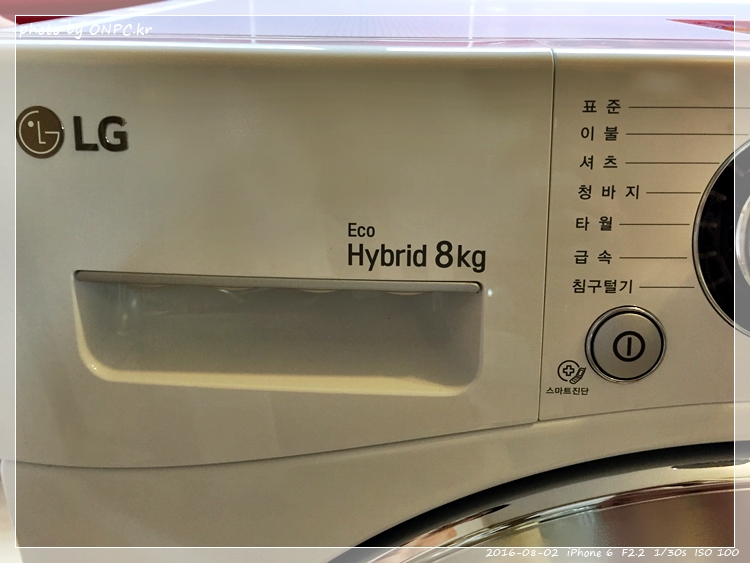 photo by ONPC.kr
LG
Eco
Hybrid 8kg
표준
이불
셔츠
청바지
타월
급속
침구털기
스마트진단
2016-08-02 iPhone 6 F2.2 1/30s ISO 100